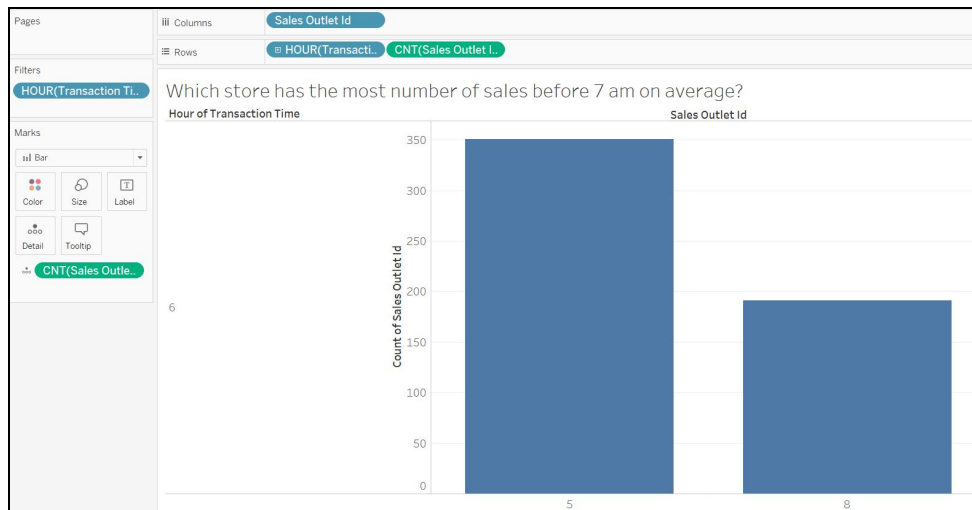 Pages
iii Columns
Sales Outlet Id
Rows
HOUR(Transacti.. CNT(Sales Outlet I..
Filters
HOUR(Transaction Ti..
Marks
Bar
Color Size Label
Detail Tooltip
CNT(Sales Outle..
Which store has the most number of sales before 7 am on average?
Hour of Transaction Time
Sales Outlet Id
6
Count of Sales Outlet Id
350
300
250
200
150
100
50
0
5 8